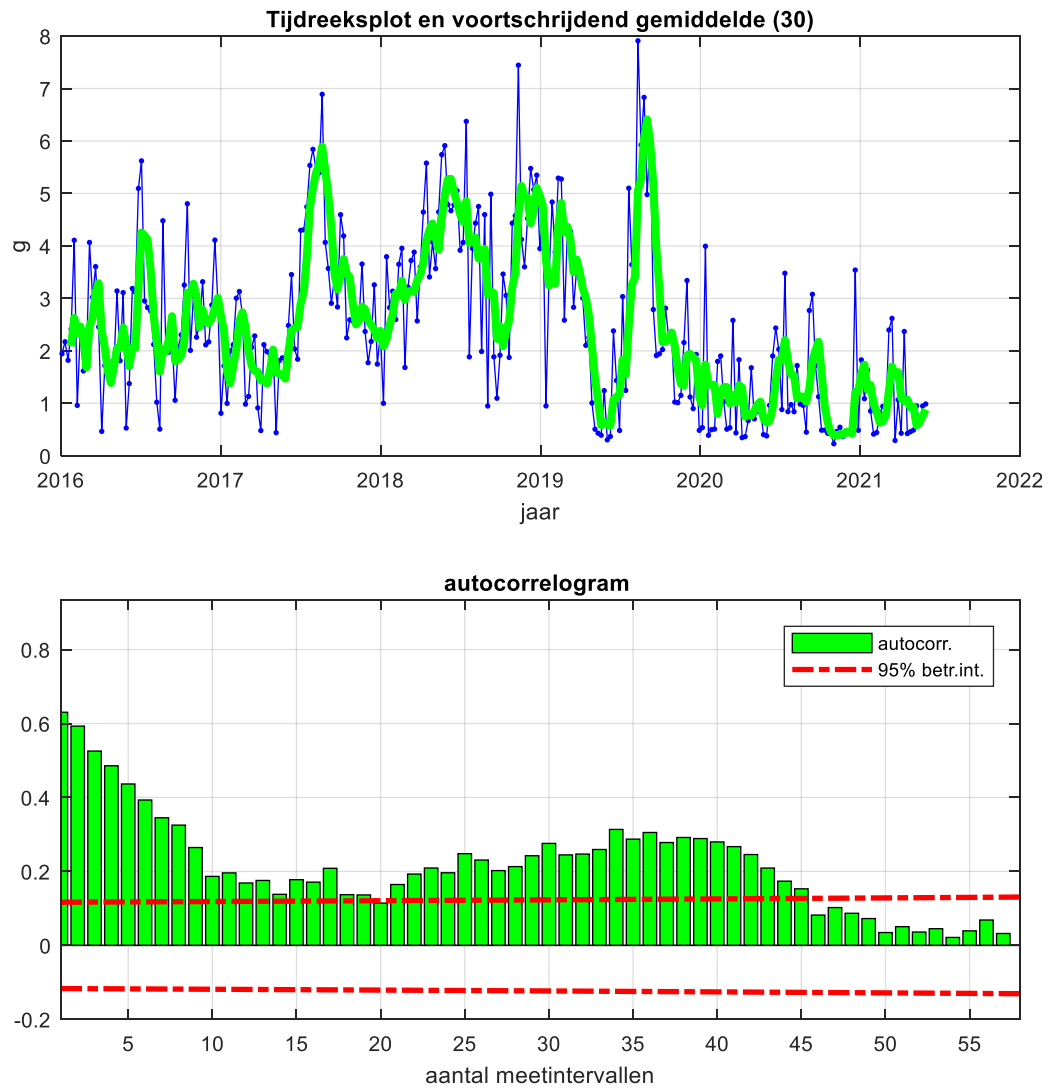 Tijdreeksplot en voortschrijdend gemiddelde (30)
8
7
6
5
4
3
2
1
0
g
2016 2017 2018 2019 2020 2021 2022
jaar
autocorrelogram
autocorr.
95% betr.int.
0.8
0.6
0.4
0.2
0
-0.2
5 10 15 20 25 30 35 40 45 50 55
aantal meetintervallen